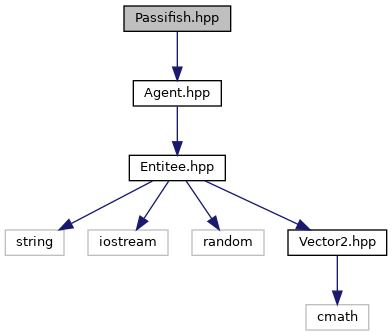 Passifish.hpp
Agent.hpp
Entitee.hpp
string
iostream
random
Vector2.hpp
cmath